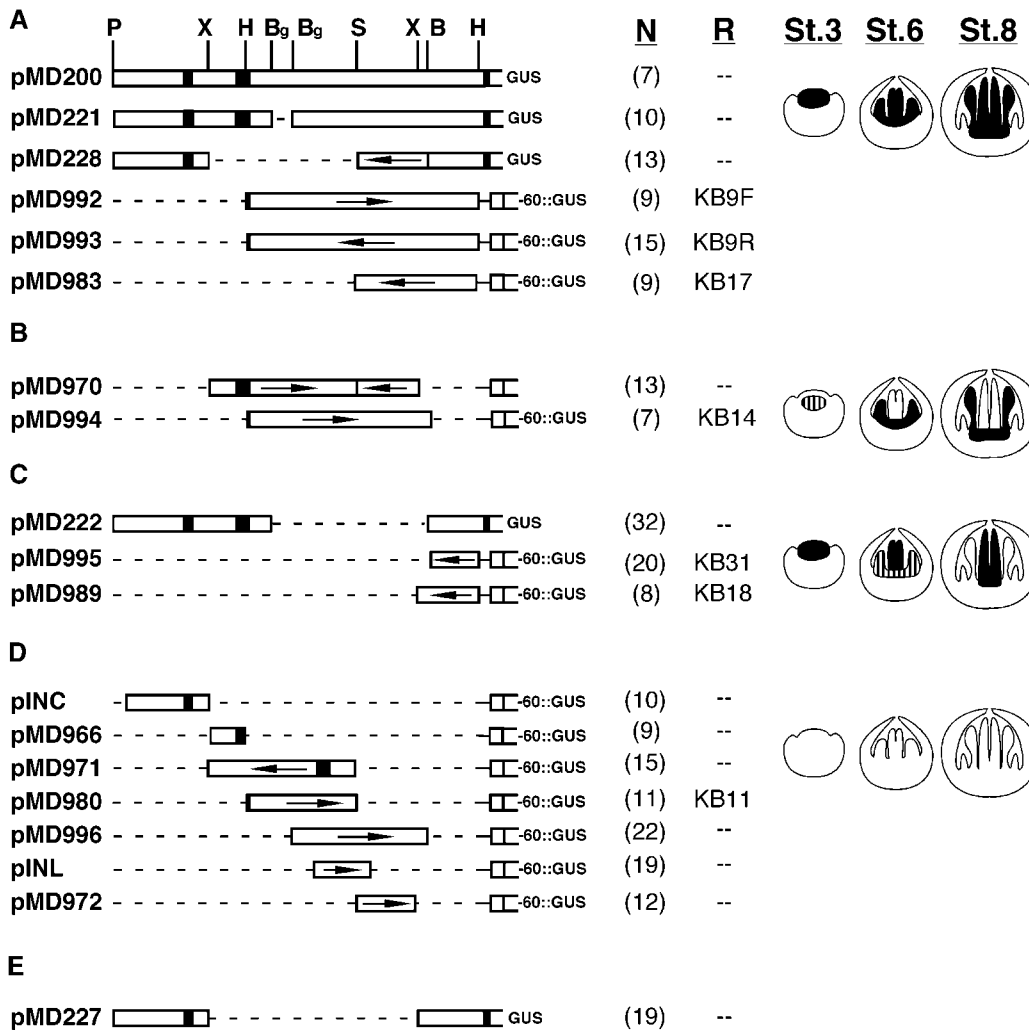 A
P X H Bg Bg S X B H N R St.3 St.6 St.8
pMD200 GUS (7) --
pMD221 GUS (10) --
pMD228 GUS (13) --
pMD992 -60::GUS (9) KB9F
pMD993 -60::GUS (15) KB9R
pMD983 -60::GUS (9) KB17
B
pMD970 (13) --
pMD994 -60::GUS (7) KB14
C
pMD222 GUS (32) --
pMD995 -60::GUS (20) KB31
pMD989 -60::GUS (8) KB18
D
pINC -60::GUS (10) --
pMD966 -60::GUS (9) --
pMD971 -60::GUS (15) --
pMD980 -60::GUS (11) KB11
pMD996 -60::GUS (22) --
pINL -60::GUS (19) --
pMD972 -60::GUS (12) --
E
pMD227 GUS (19) --